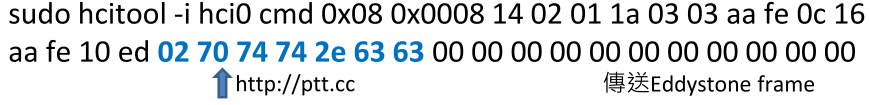 sudo hcitool -i hci0 cmd 0x08 0x0008 14 02 01 1a 03 03 aa fe 0c 16
aa fe 10 ed 02 70 74 74 2e 63 63 00 00 00 00 00 00 00 00 00 00 00
http://ptt.cc 傳送Eddystone frame